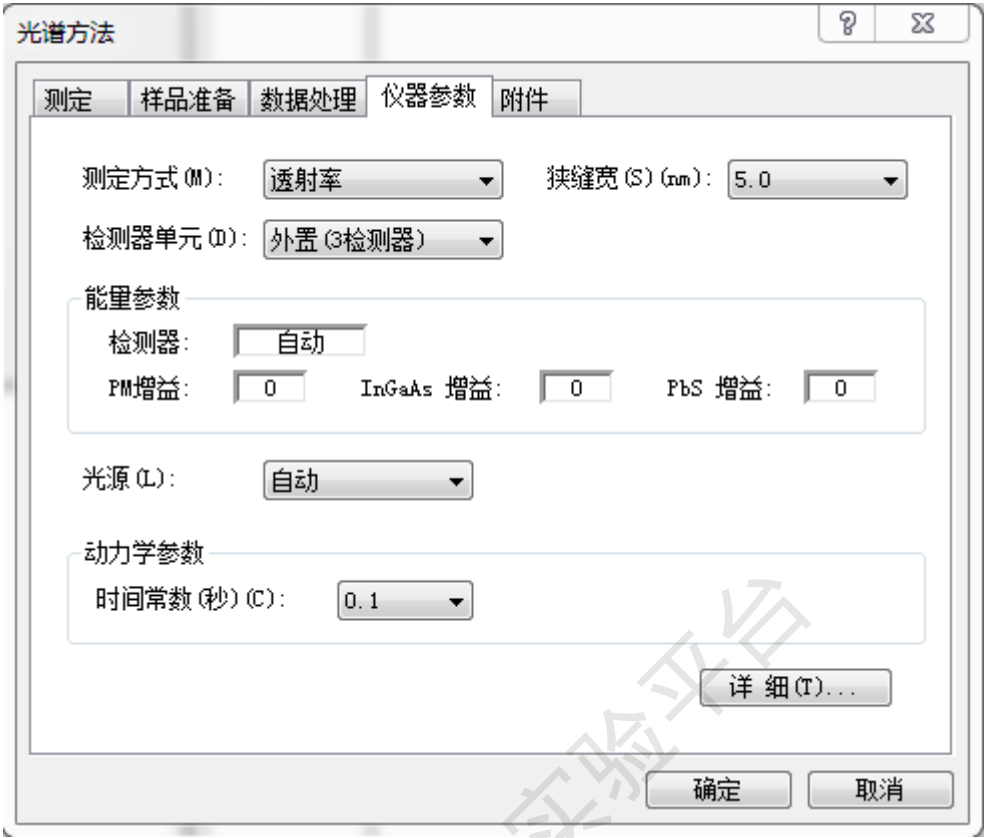 光谱方法
测定 样品准备 数据处理 仪器参数 附件
测定方式(M): 透射率 狭缝宽(S)(nm): 5.0
检测器单元(D): 外置(3检测器)
能量参数
检测器: 自动
PM增益: 0 InGaAs 增益: 0 PbS 增益: 0
光源(L): 自动
动力学参数
时间常数(秒)(C): 0.1
详 细(T)...
确定 取消
实验平台